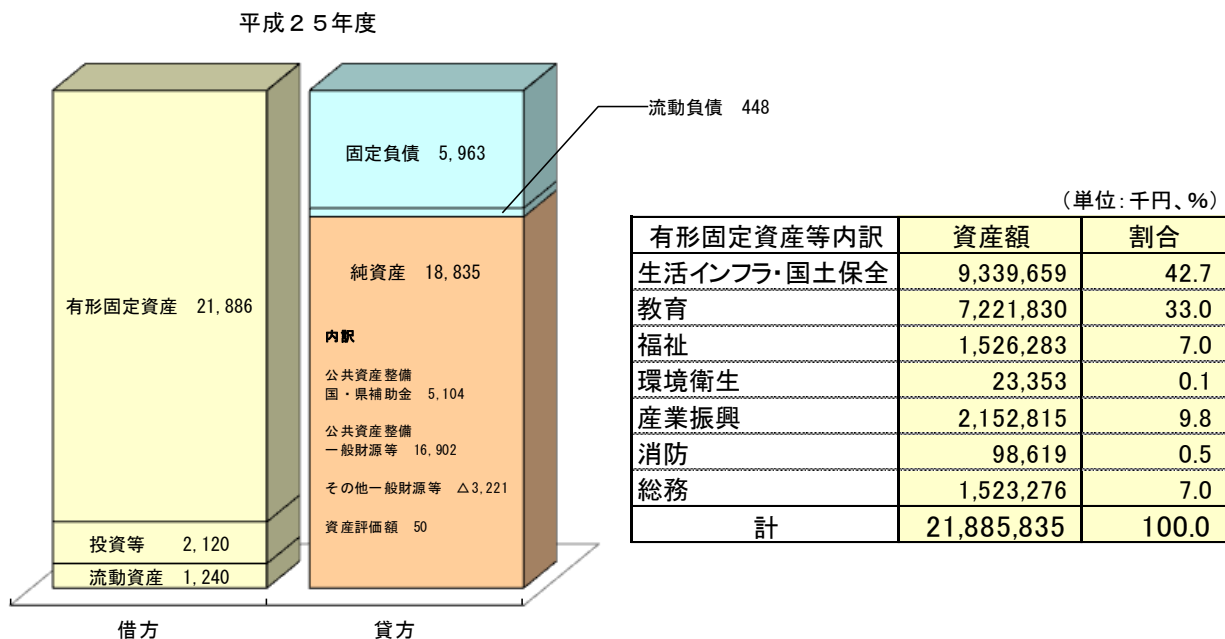 平成２５年度
有形固定資産　21,886
投資等　2,120
流動資産　1,240
固定負債　5,963
流動負債　448
純資産　18,835
内訳
公共資産整備
国・県補助金　5,104
公共資産整備
一般財源等　16,902
その他一般財源等　△3,221
資産評価額　50
借方　貸方
（単位：千円、％）
有形固定資産等内訳　資産額　割合
生活インフラ・国土保全　9,339,659　42.7
教育　7,221,830　33.0
福祉　1,526,283　7.0
環境衛生　23,353　0.1
産業振興　2,152,815　9.8
消防　98,619　0.5
総務　1,523,276　7.0
計　21,885,835　100.0